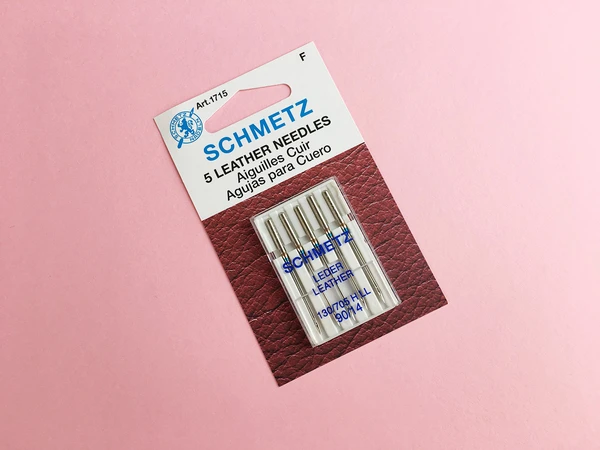 Art.1715
F
SCHMETZ
5 LEATHER NEEDLES
Aiguilles Cuir
Agujas para Cuero
SCHMETZ
LEDER
LEATHER
130/705 H LL
90/14